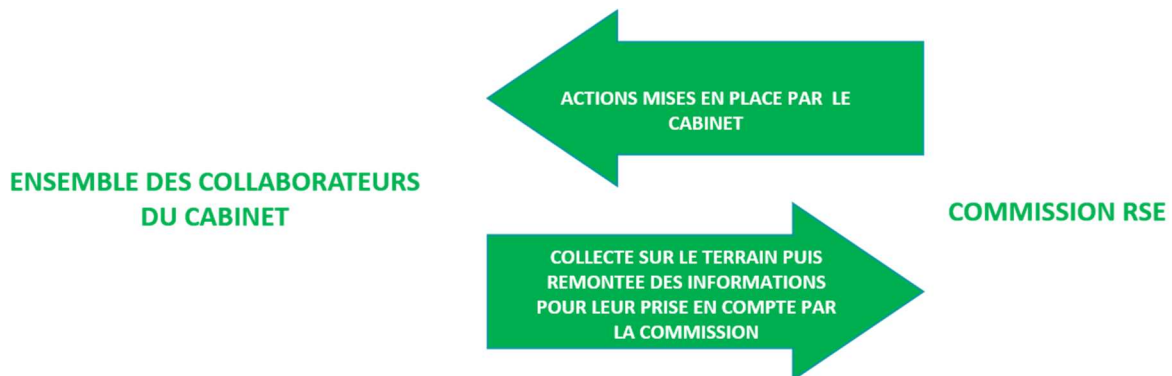 ACTIONS MISES EN PLACE PAR LE
CABINET
ENSEMBLE DES COLLABORATEURS
DU CABINET
COMMISSION RSE
COLLECTE SUR LE TERRAIN PUIS
REMONTEE DES INFORMATIONS
POUR LEUR PRISE EN COMPTE PAR
LA COMMISSION